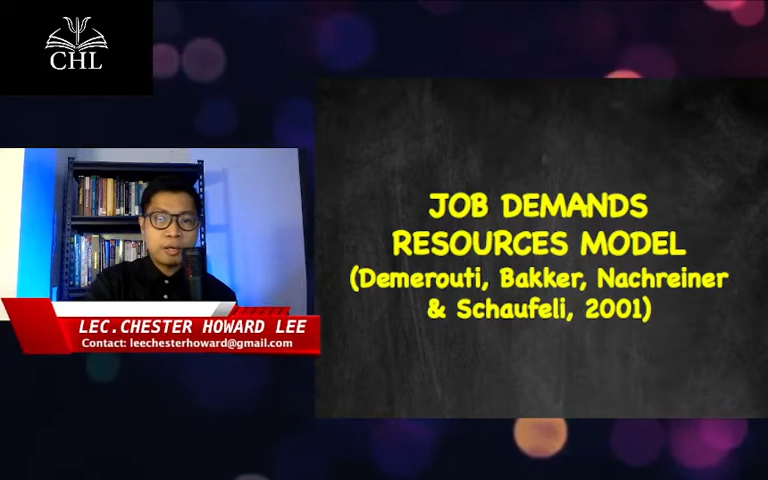 CHL
JOB DEMANDS
RESOURCES MODEL
(Demerouti, Bakker, Nachreiner
& Schaufeli, 2001)
LEC.CHESTER HOWARD LEE
Contact: leechesterhoward@gmail.com